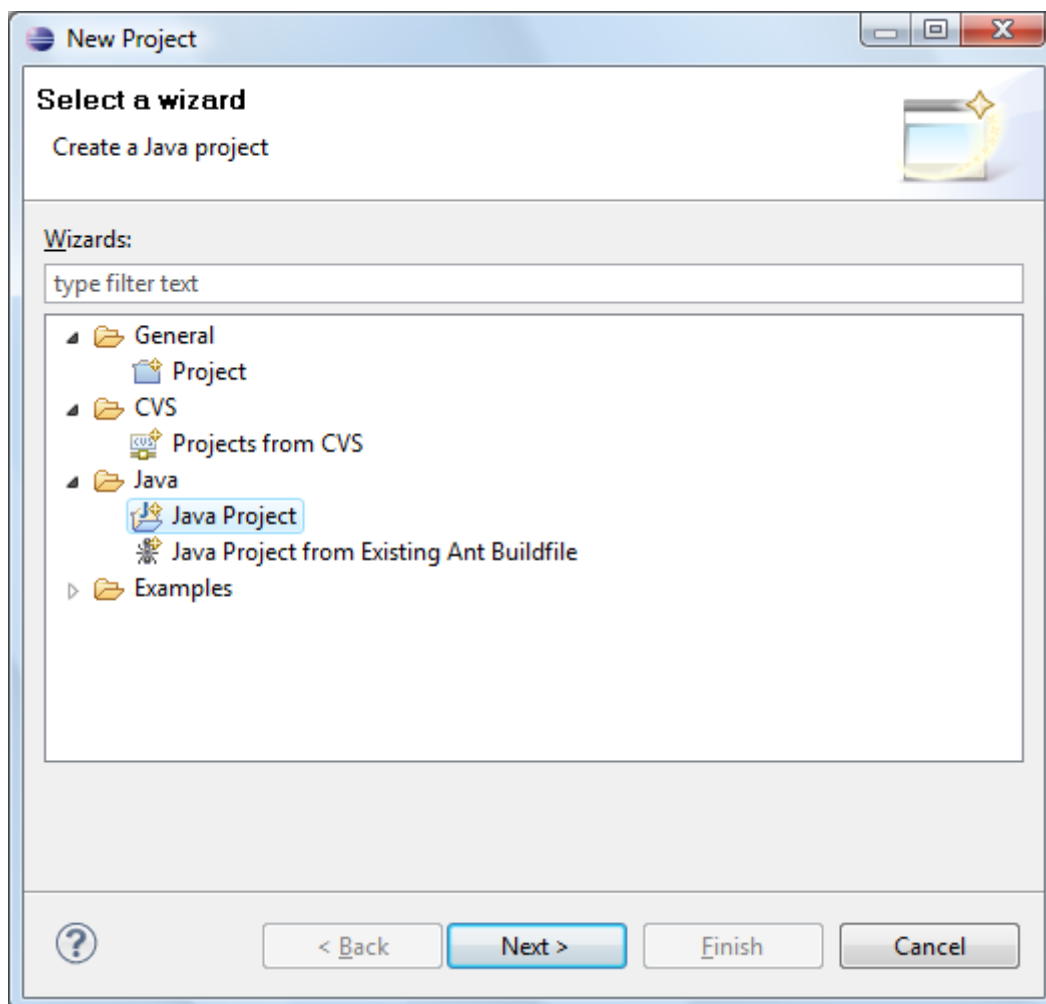 New Project
Select a wizard
Create a Java project
Wizards:
type filter text
General
Project
CVS
Projects from CVS
Java
Java Project
Java Project from Existing Ant Buildfile
Examples
< Back Next > Finish Cancel